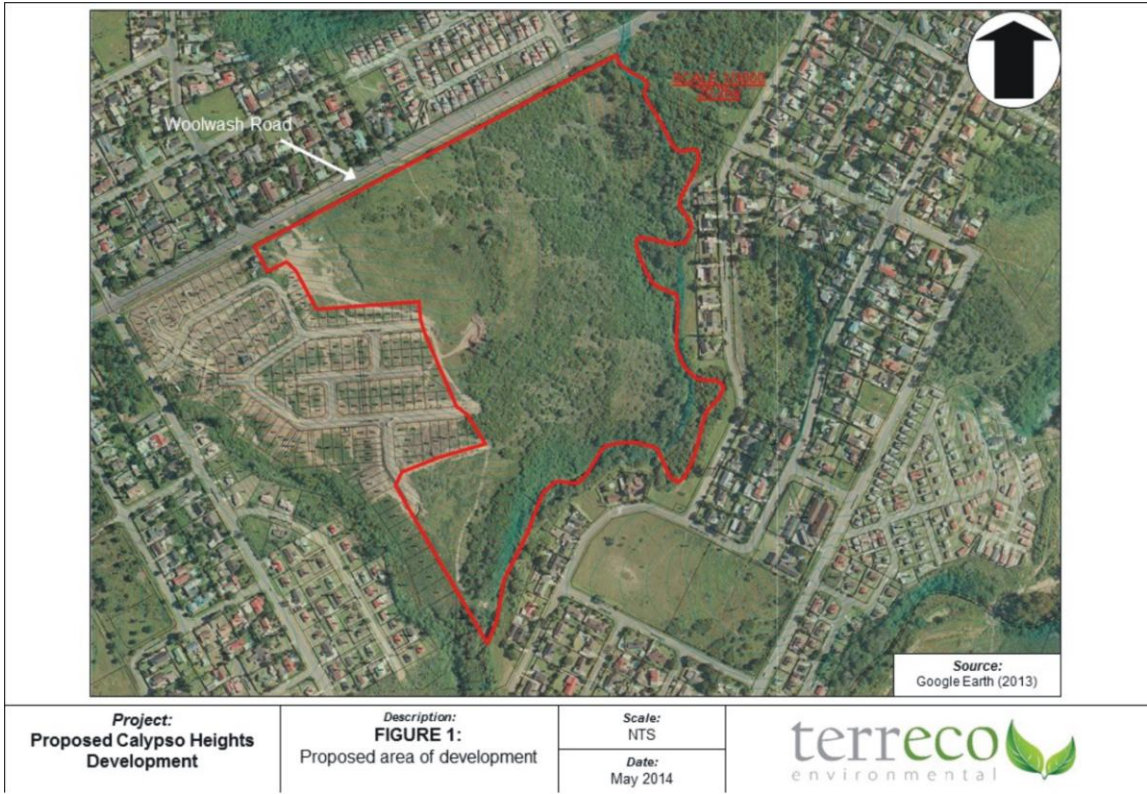 Woolwash Road
Source:
Google Earth (2013)
Project:
Proposed Calypso Heights
Development
Description:
FIGURE 1:
Proposed area of development
Scale:
NTS
Date:
May 2014
terreco
environmental